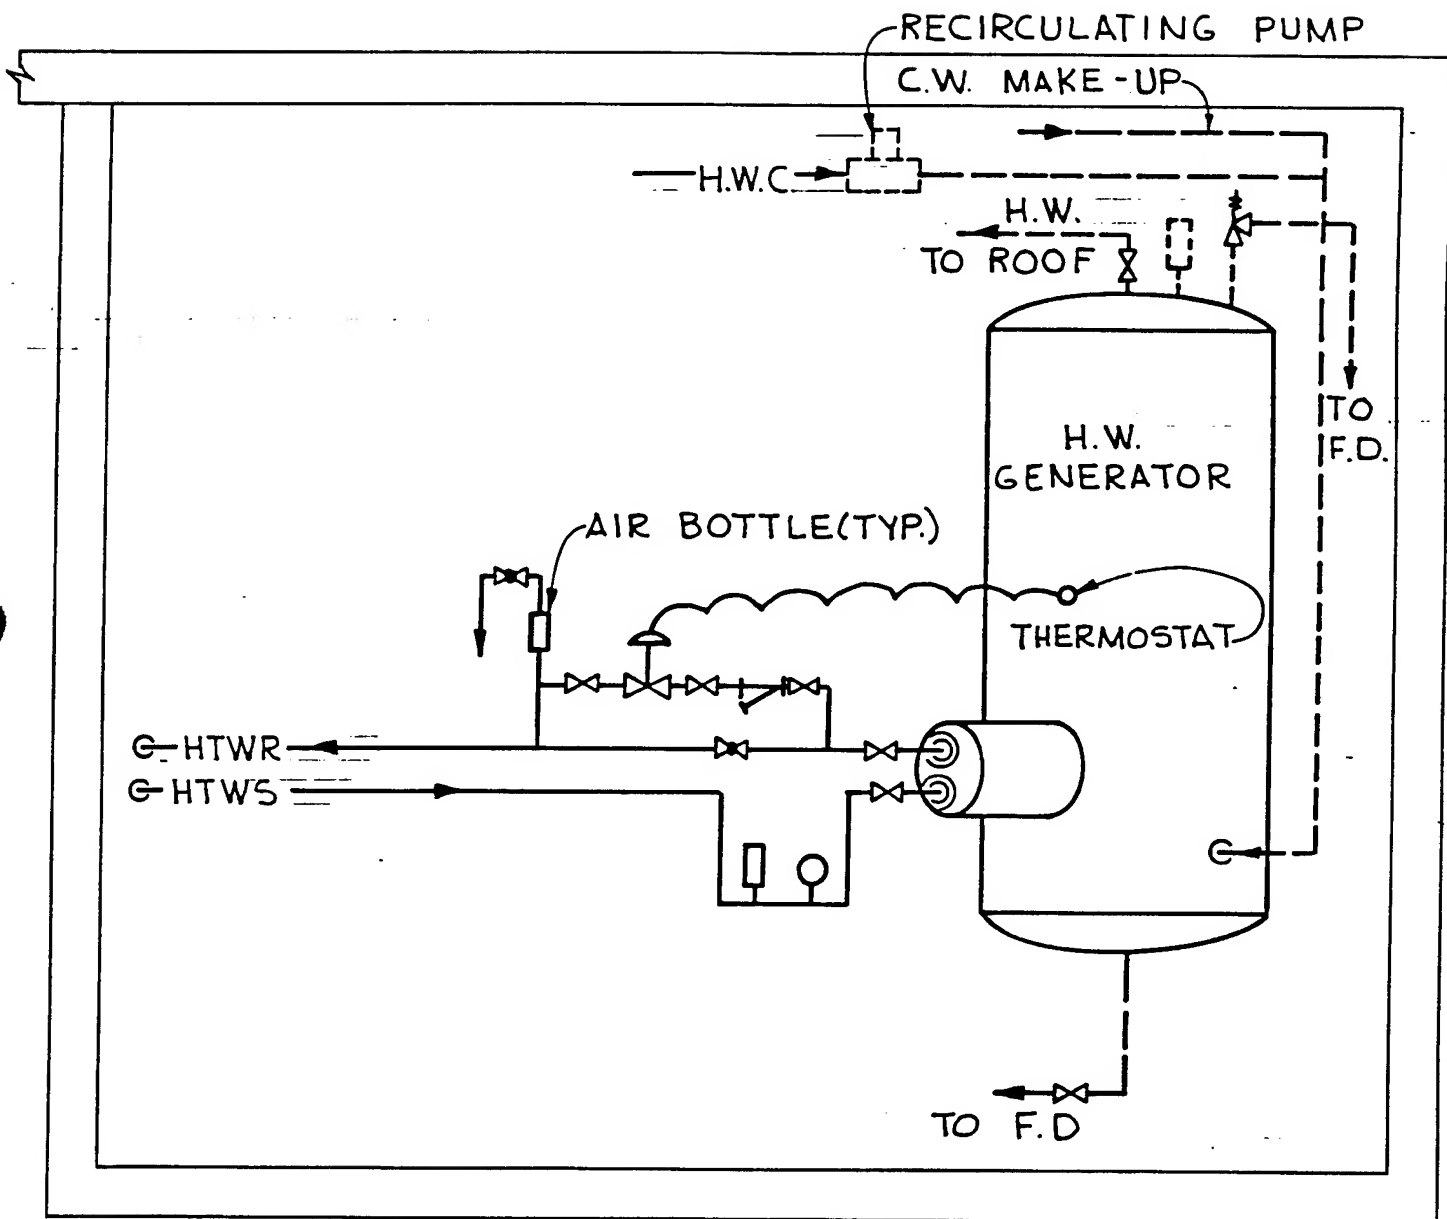 RECIRCULATING PUMP
C.W. MAKE-UP
H.W.C
H.W.
TO ROOF
TO
F.D.
H.W.
GENERATOR
AIR BOTTLE(TYP.)
THERMOSTAT
HTWR
HTWS
TO F.D